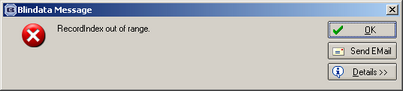 Blindata Message
RecordIndex out of range.
OK
Send EMail
Details >>